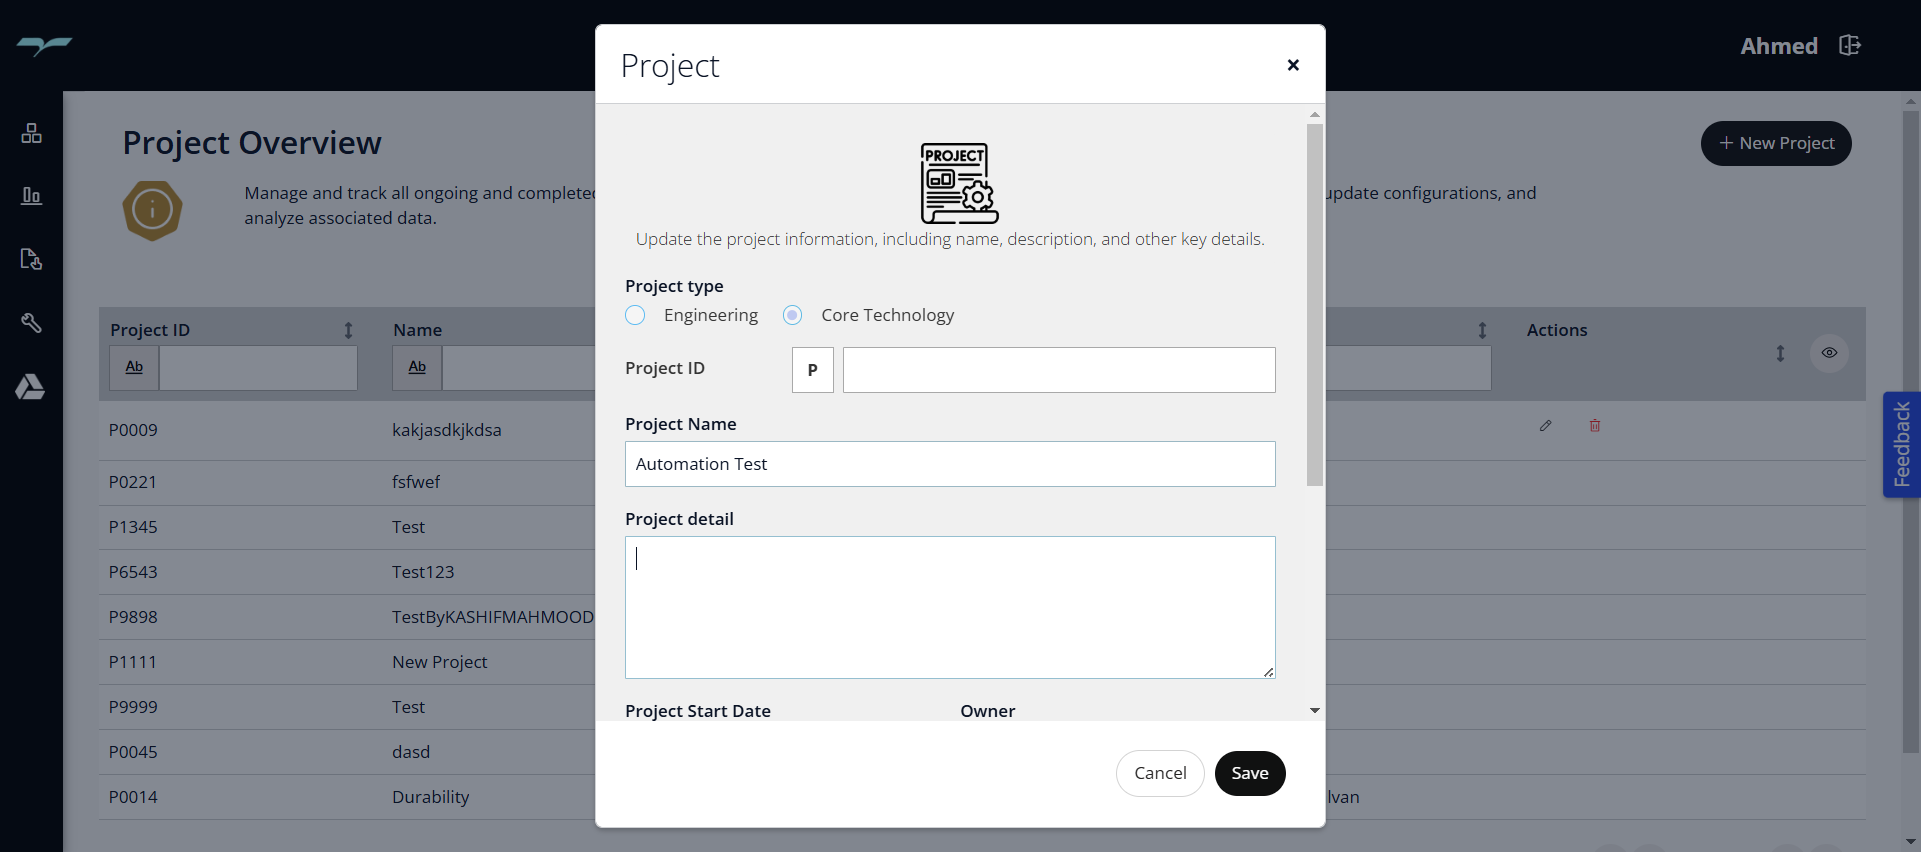 Ahmed
Project Overview
+ New Project
Manage and track all ongoing and complete
update configurations, and
analyze associated data.
Project ID
Name
Actions
Ab
Ab
P0009 kakjasdkjkdsa
P0221 fsfwef
P1345 Test
P6543 Test123
P9898 TestByKASHIFMAHMOOD
P1111 New Project
P9999 Test
P0045 dasd
P0014 Durability lvan
Feedback
Project
×
PROJECT
Update the project information, including name, description, and other key details.
Project type
Engineering Core Technology
Project ID P
Project Name
Automation Test
Project detail
Project Start Date Owner
Cancel Save